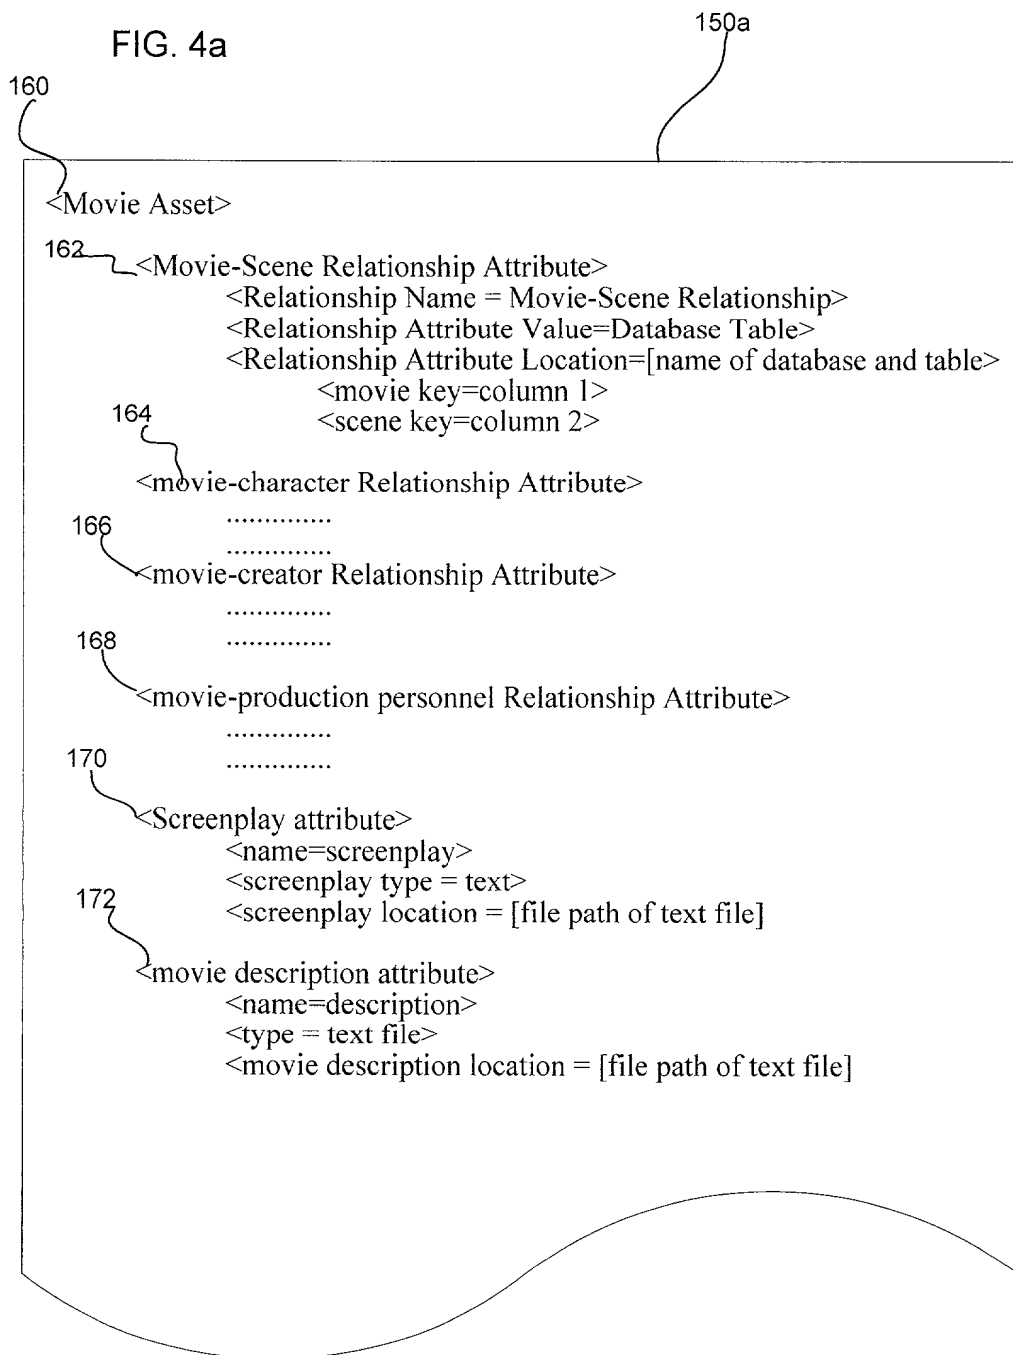 FIG. 4a
150a
160
<Movie Asset>
162
<Movie-Scene Relationship Attribute>
<Relationship Name = Movie-Scene Relationship>
<Relationship Attribute Value=Database Table>
<Relationship Attribute Location=[name of database and table>
<movie key=column 1>
<scene key=column 2>
164
<movie-character Relationship Attribute>
..............
..............
166
<movie-creator Relationship Attribute>
..............
..............
168
<movie-production personnel Relationship Attribute>
..............
..............
170
<Screenplay attribute>
<name=screenplay>
<screenplay type = text>
<screenplay location = [file path of text file]
172
<movie description attribute>
<name=description>
<type = text file>
<movie description location = [file path of text file]